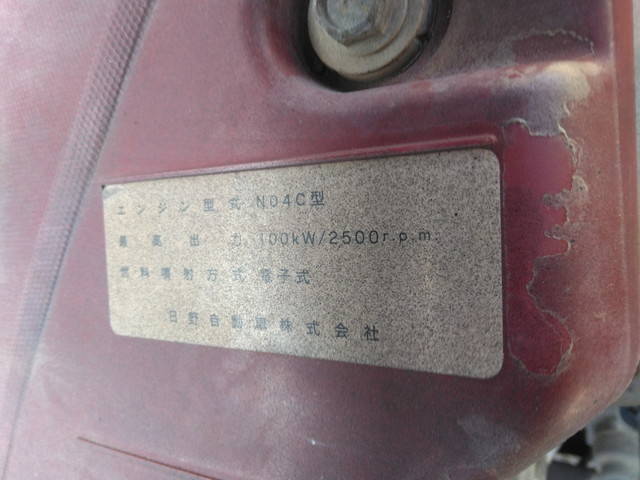 エンジン型式 N04C型
最高出力 100kW/2500r.p.m.
燃料噴射方式 電子式
日野自動車株式会社